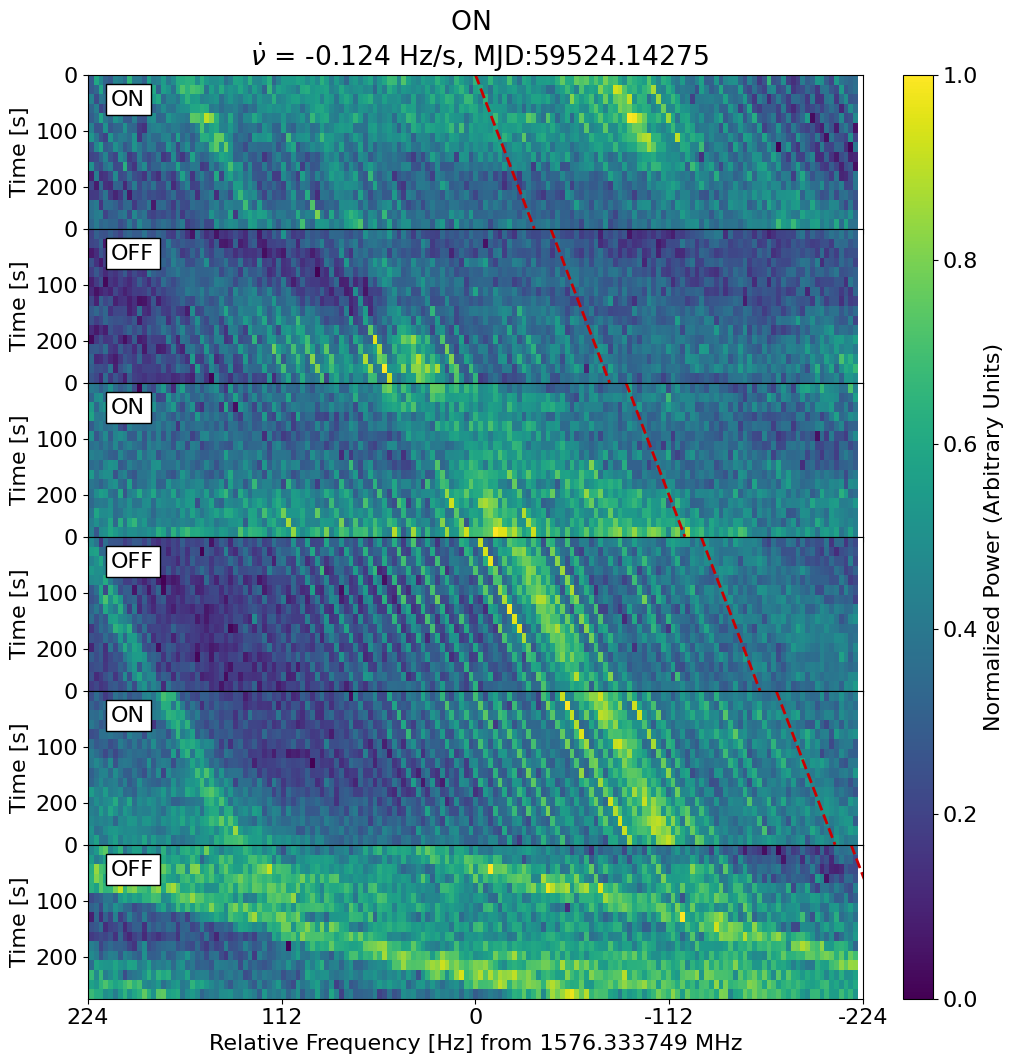 ON
ν̇ = -0.124 Hz/s, MJD:59524.14275
0
ON
100
Time [s]
200
0
OFF
100
Time [s]
200
0
ON
100
Time [s]
200
0
OFF
100
Time [s]
200
0
ON
100
Time [s]
200
0
OFF
100
Time [s]
200
224 112 0 -112 -224
Relative Frequency [Hz] from 1576.333749 MHz
1.0
0.8
0.6
0.4
0.2
0.0
Normalized Power (Arbitrary Units)